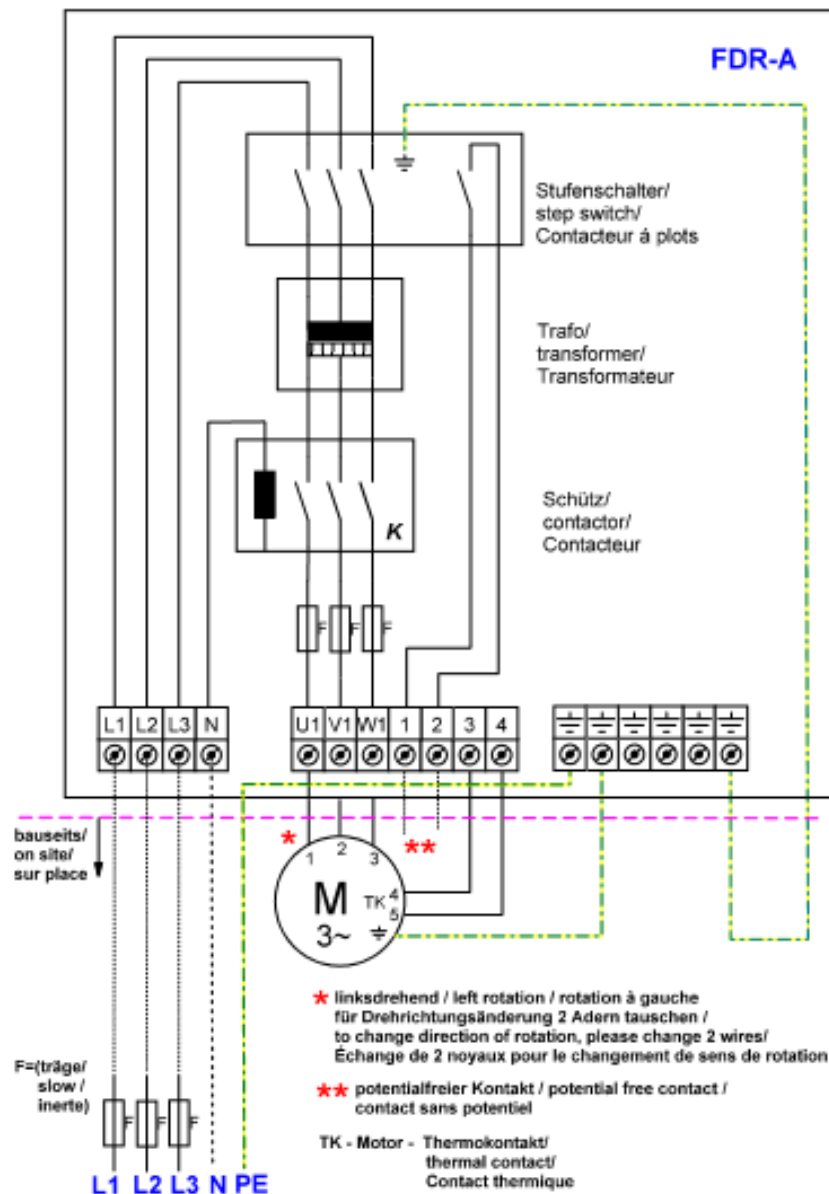 FDR-A
Stufenschalter/
step switch/
Contacteur á plots
Trafo/
transformer/
Transformateur
Schütz/
contactor/
Contacteur
K
F F F
L1 L2 L3 N U1 V1 W1 1 2 3 4
bauseits/
on site/
sur place
* **
1 2 3
M TK 4
5
3~
* linksdrehend / left rotation / rotation à gauche
für Drehrichtungsänderung 2 Adern tauschen /
to change direction of rotation, please change 2 wires/
Échange de 2 noyaux pour le changement de sens de rotation
F=(träge/
slow /
inerte)
F F F
** potentialfreier Kontakt / potential free contact /
contact sans potentiel
TK - Motor - Thermokontakt/
thermal contact/
Contact thermique
L1 L2 L3 N PE